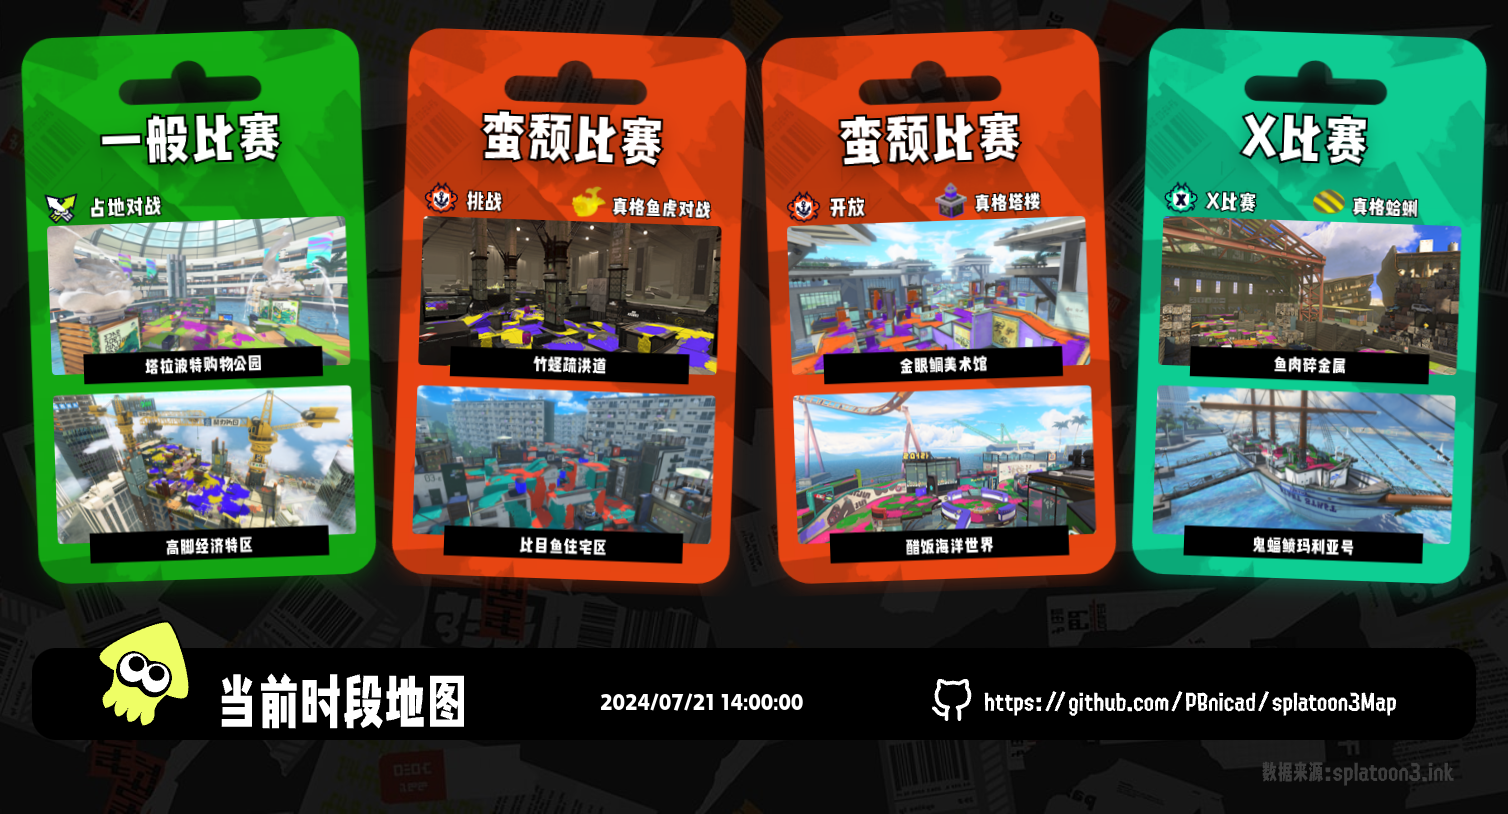 一般比赛
占地对战
塔拉波特购物公园
高脚经济特区
蛮颓比赛
挑战
真格鱼虎对战
竹蛏疏洪道
比目鱼住宅区
蛮颓比赛
开放
真格塔楼
金眼鲷美术馆
醋饭海洋世界
X比赛
X比赛
真格蛤蜊
鱼肉碎金属
鬼蝠鲼玛利亚号
当前时段地图
2024/07/21 14:00:00
https://github.com/PBnicad/splatoon3Map
数据来源:splatoon3.ink